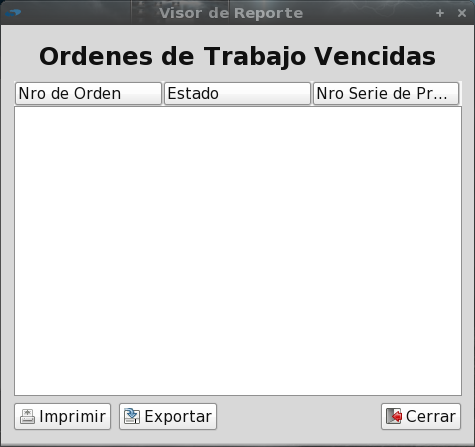 Visor de Reporte
Ordenes de Trabajo Vencidas
Nro de Orden Estado Nro Serie de Pr...
Imprimir Exportar Cerrar